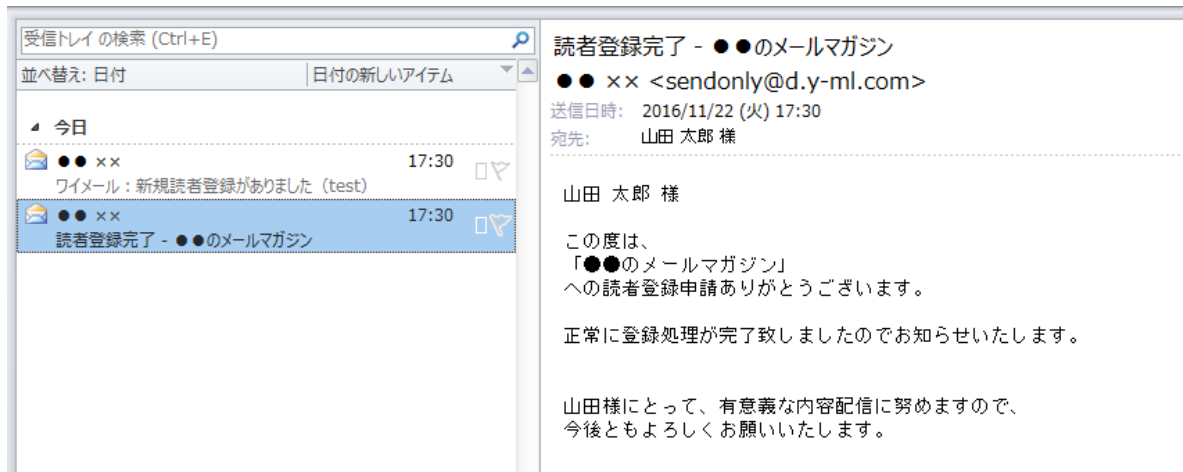 受信トレイ の検索 (Ctrl+E)
並べ替え: 日付
日付の新しいアイテム
今日
●● ××
17:30
ワイメール：新規読者登録がありました（test）
●● ××
17:30
読者登録完了 - ●●のメールマガジン
読者登録完了 - ●●のメールマガジン
●● ×× <sendonly@d.y-ml.com>
送信日時: 2016/11/22 (火) 17:30
宛先: 山田 太郎 様
山田 太郎 様
この度は、
「●●のメールマガジン」
への読者登録申請ありがとうございます。
正常に登録処理が完了致しましたのでお知らせいたします。
山田様にとって、有意義な内容配信に努めますので、
今後ともよろしくお願いいたします。